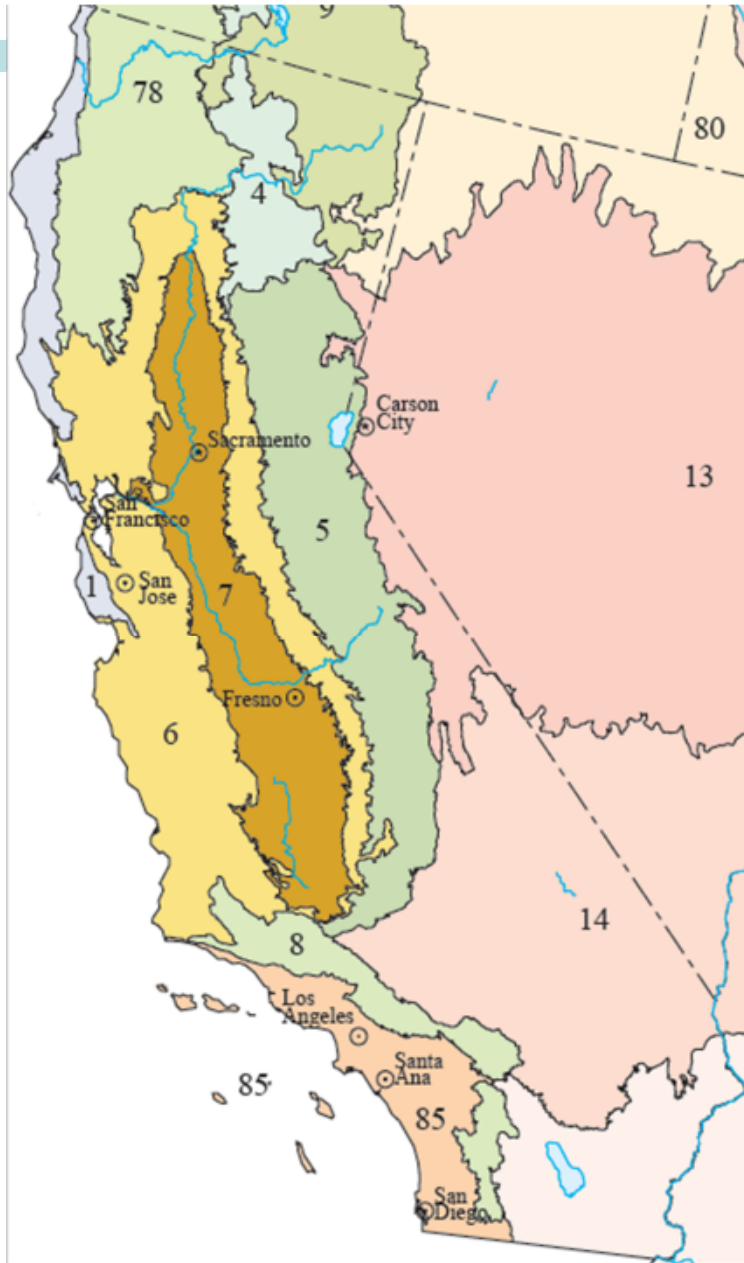 9
78
80
4
Carson
City
Sacramento
13
San
Francisco
5
1
San
Jose
7
Fresno
6
14
8
Los
Angeles
Santa
Ana
85
85
San
Diego